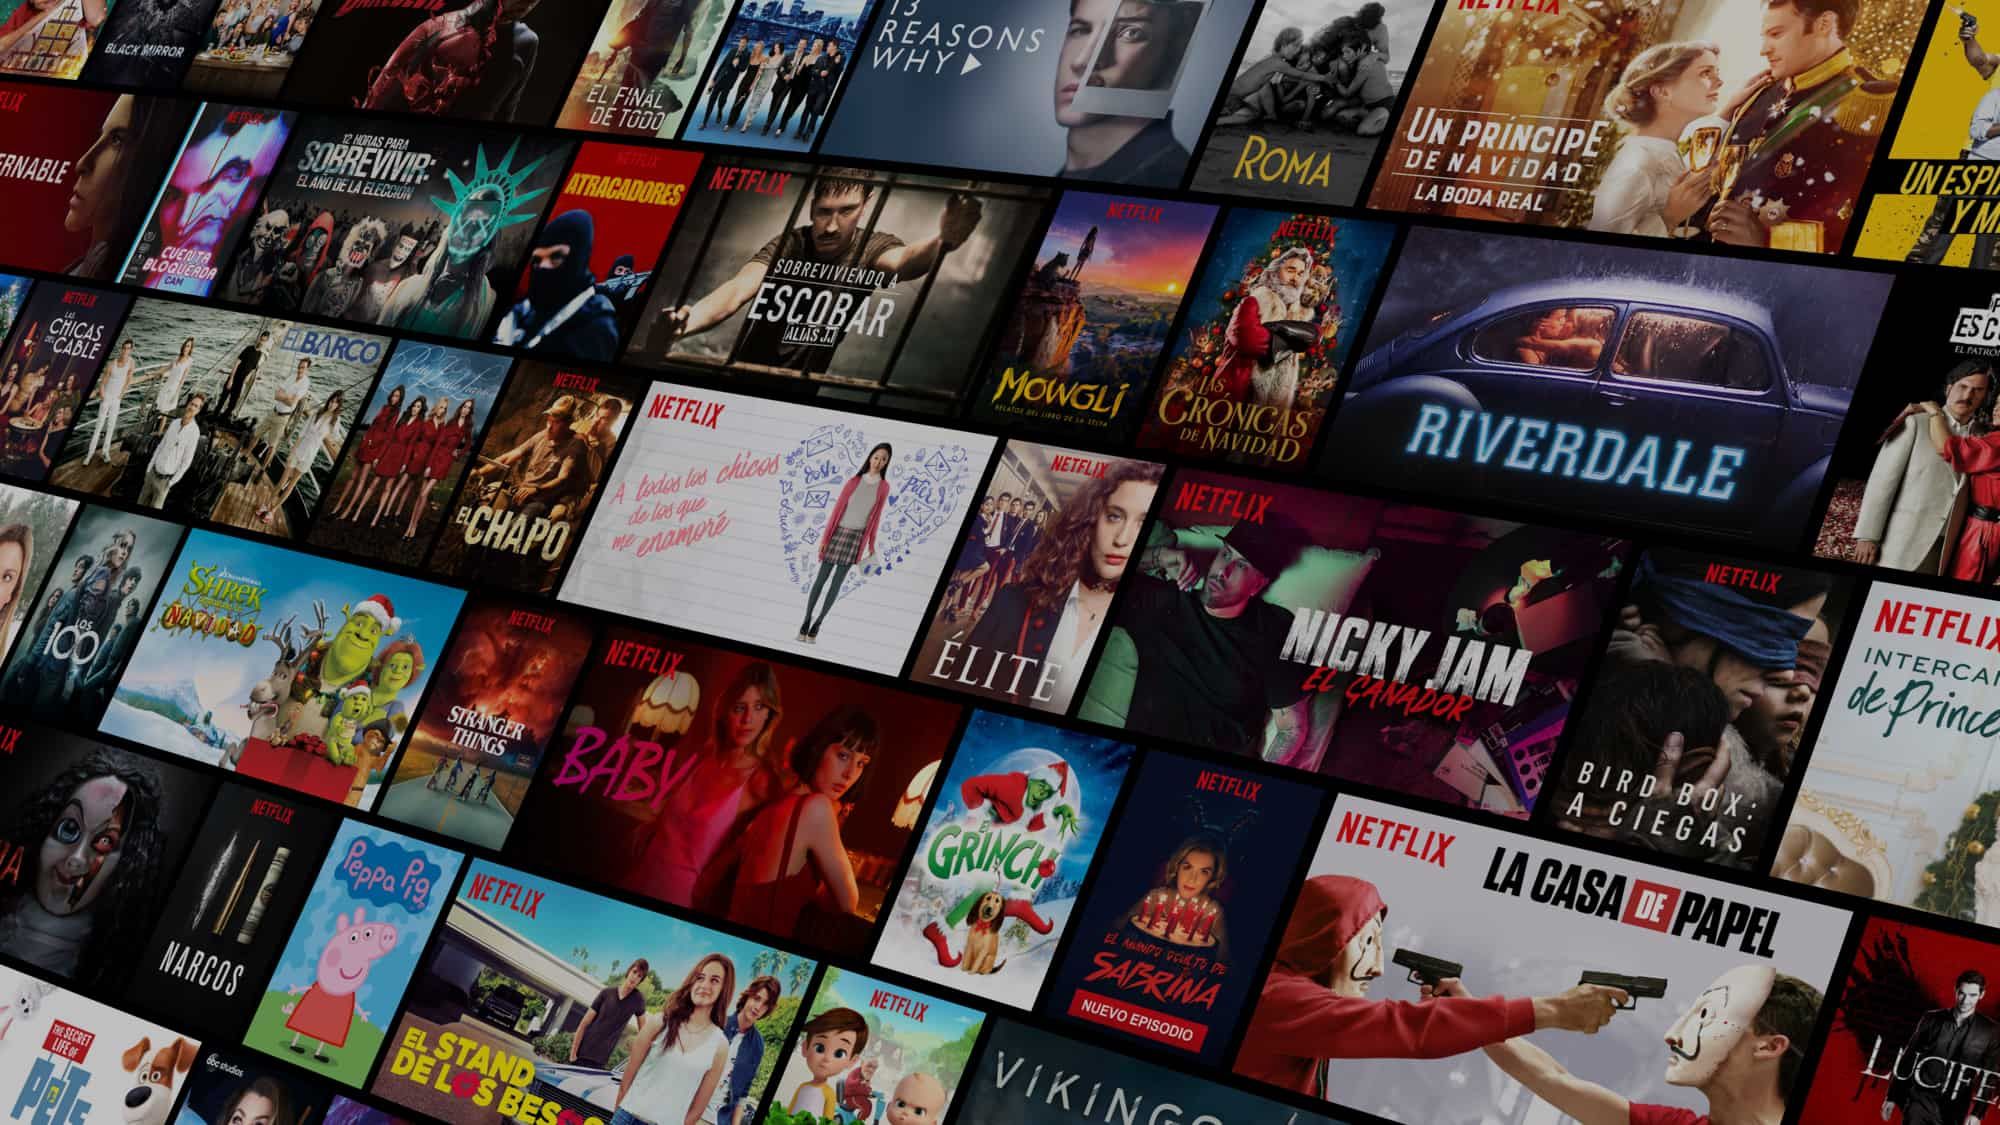 BLACK MIRROR
EL FINAL
DE TODO
13
REASONS
WHY
ROMA
NETFLIX
UN PRÍNCIPE
DE NAVIDAD
LA BODA REAL
UN ESPÍA
Y M
FLIX
ERNABLE
NETFLIX
CUENTA
BLOQUEADA
CAM
12 HORAS PARA
SOBREVIVIR:
EL AÑO DE LA ELECCIÓN
NETFLIX
ATRACADORES
NETFLIX
SOBREVIVIENDO A
ESCOBAR
ALIAS JJ
NETFLIX
MOWGLI
RELATOS DEL LIBRO DE LA SELVA
NETFLIX
LAS
CRÓNICAS
DE NAVIDAD
RIVERDALE
ESCO
EL PATRÓN
NETFLIX
LAS
CHICAS
DEL CABLE
EL BARCO
Pretty Little Liars
NETFLIX
EL CHAPO
NETFLIX
A todos los chicos
de los que
me enamoré
Josh
Peter
NETFLIX
ÉLITE
NETFLIX
NICKY JAM
EL GANADOR
NETFLIX
BIRD BOX:
A CIEGAS
NETFLIX
INTERCAM
de Prince
LOS
100
DREAMWORKS
SHREK
NAVIDAD
NETFLIX
STRANGER
THINGS
NETFLIX
BABY
EL
GRINCH
NETFLIX
EL MUNDO OCULTO DE
SABRINA
NUEVO EPISODIO
NETFLIX
LA CASA DE PAPEL
LUCIFE
NETFLIX
NARCOS
Peppa Pig
NETFLIX
EL STAND
DE LOS BESOS
NETFLIX
VIKINGO
THE SECRET
LIFE OF
PETS
abc studios